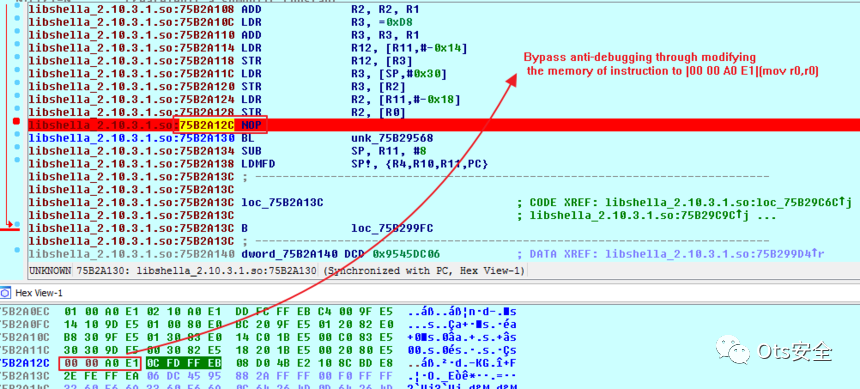 libshella_2.10.3.1.so:75B2A108 ADD R2, R2, R1
libshella_2.10.3.1.so:75B2A10C LDR R3, =0xD8
libshella_2.10.3.1.so:75B2A110 ADD R3, R3, R1
libshella_2.10.3.1.so:75B2A114 LDR R12, [R11,#-0x14]
libshella_2.10.3.1.so:75B2A118 STR R12, [R3]
libshella_2.10.3.1.so:75B2A11C LDR R3, [SP,#0x30]
libshella_2.10.3.1.so:75B2A120 STR R3, [R2]
libshella_2.10.3.1.so:75B2A124 LDR R2, [R11,#-0x18]
libshella_2.10.3.1.so:75B2A128 STR R2, [R0]
libshella_2.10.3.1.so:75B2A12C NOP
libshella_2.10.3.1.so:75B2A130 BL unk_75B29568
libshella_2.10.3.1.so:75B2A134 SUB SP, R11, #8
libshella_2.10.3.1.so:75B2A138 LDMFD SP!, {R4,R10,R11,PC}
libshella_2.10.3.1.so:75B2A13C ;
libshella_2.10.3.1.so:75B2A13C
libshella_2.10.3.1.so:75B2A13C loc_75B2A13C ; CODE XREF: libshella_2.10.3.1.so:loc_75B29C6C↑j
libshella_2.10.3.1.so:75B2A13C ; libshella_2.10.3.1.so:75B29C9C↑j ...
libshella_2.10.3.1.so:75B2A13C B loc_75B299FC
libshella_2.10.3.1.so:75B2A13C ;
libshella_2.10.3.1.so:75B2A140 dword_75B2A140 DCD 0x9545DC06 ; DATA XREF: libshella_2.10.3.1.so:75B299D4↑r
Bypass anti-debugging through modifying
the memory of instruction to |00 00 A0 E1|(mov r0,r0)
UNKNOWN 75B2A130: libshella_2.10.3.1.so:75B2A130 (Synchronized with PC, Hex View-1)
Hex View-1
75B2A0EC 01 00 A0 E1 02 10 A0 E1 DD FC FF EB C4 00 9F E5
75B2A0FC 14 10 9D E5 01 00 80 E0 BC 20 9F E5 01 20 82 E0
75B2A10C B8 30 9F E5 01 30 83 E0 14 C0 1B E5 00 C0 83 E5
75B2A11C 30 30 9D E5 00 30 82 E5 18 20 1B E5 00 20 80 E5
75B2A12C 00 00 A0 E1 0C FD FF EB 08 D0 4B E2 10 8C BD E8
75B2A13C 2E FE FF EA 06 DC 45 95 88 2A FF FF 00 F0 FF FF
Ots安全